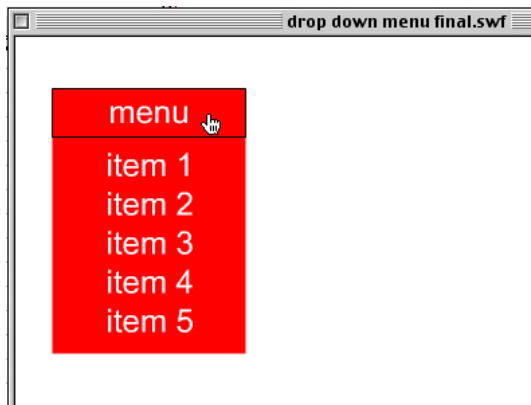 drop down menu final.swf
menu
item 1
item 2
item 3
item 4
item 5